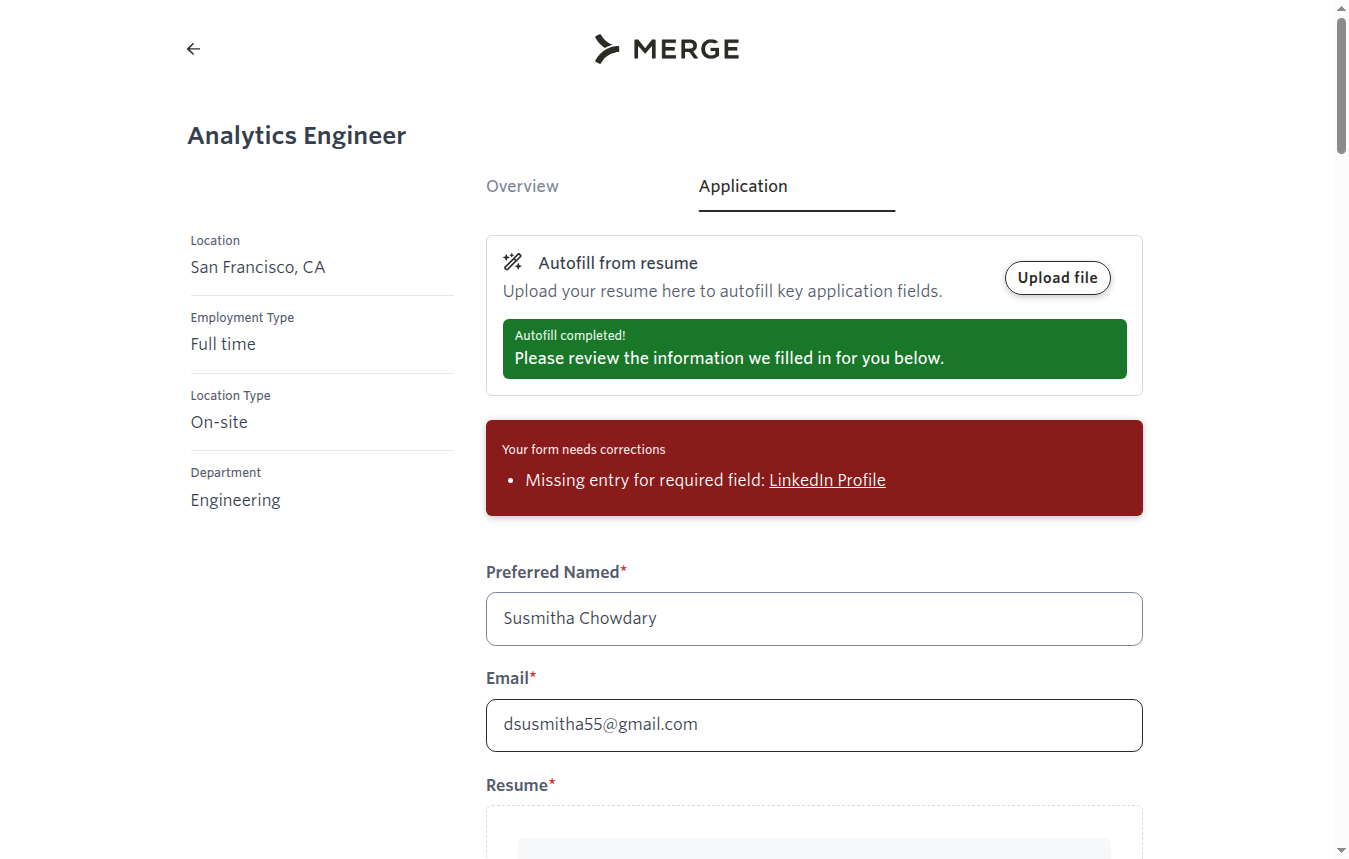 MERGE
Analytics Engineer
Overview
Application
Location
San Francisco, CA
Employment Type
Full time
Location Type
On-site
Department
Engineering
Autofill from resume
Upload your resume here to autofill key application fields.
Upload file
Autofill completed!
Please review the information we filled in for you below.
Your form needs corrections
• Missing entry for required field: LinkedIn Profile
Preferred Named*
Susmitha Chowdary
Email*
dsusmitha55@gmail.com
Resume*